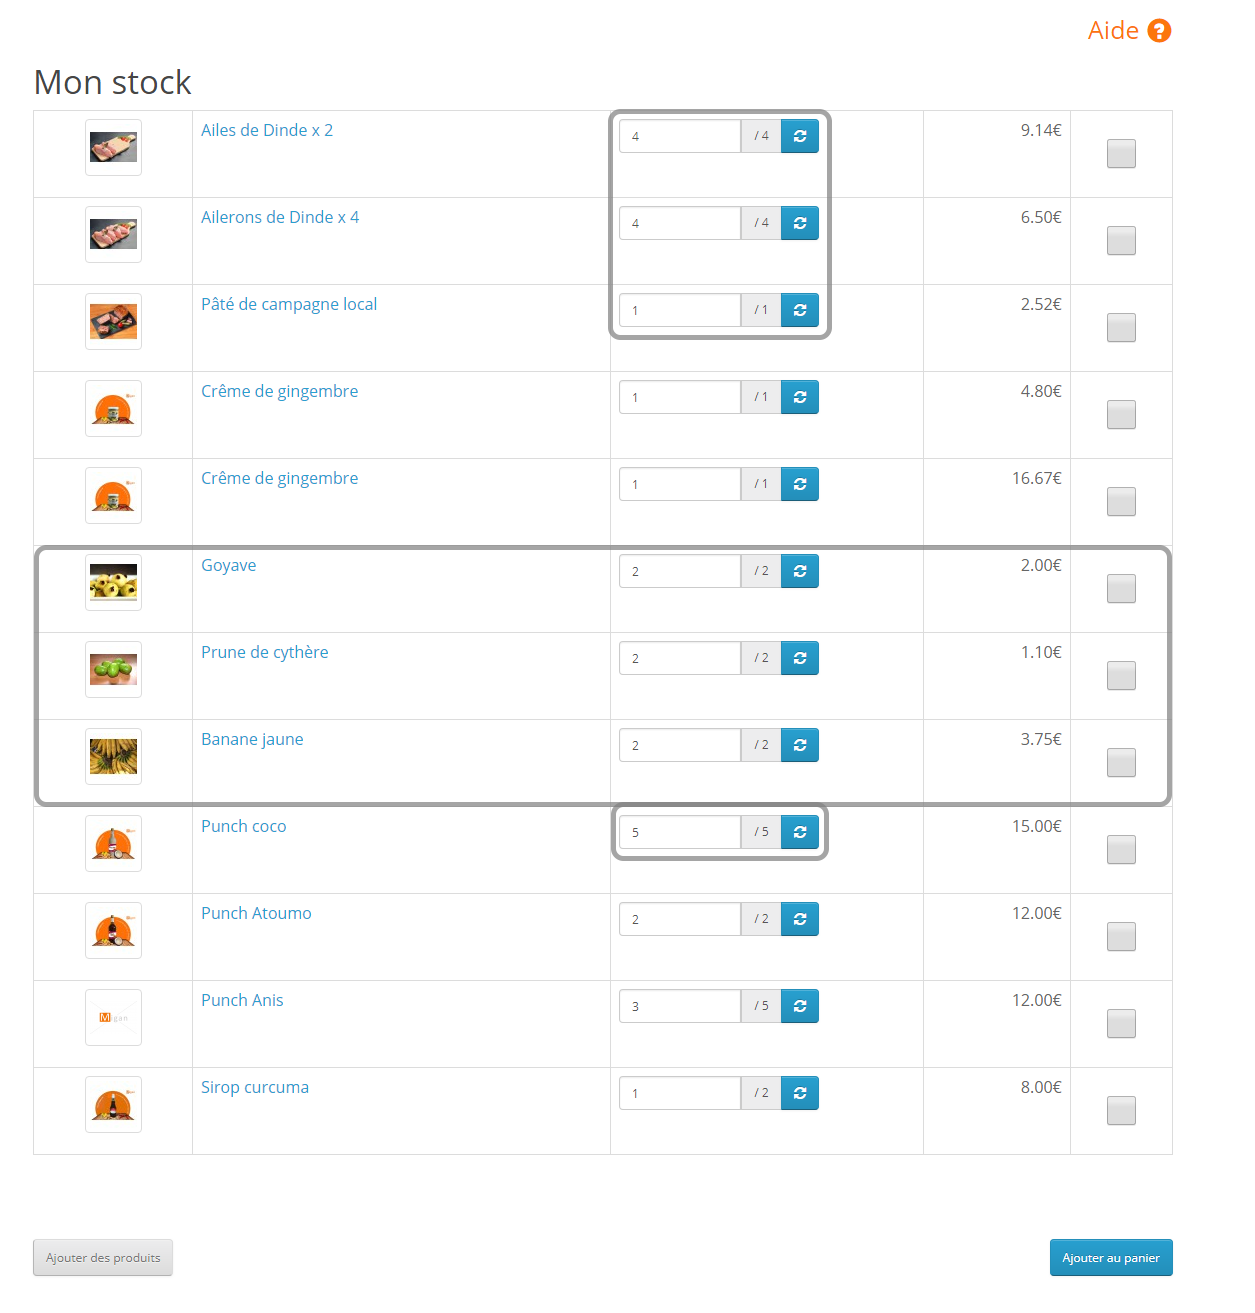 Aide ?
Mon stock
Ailes de Dinde x 2 4 / 4 9.14€
Ailerons de Dinde x 4 4 / 4 6.50€
Pâté de campagne local 1 / 1 2.52€
Crême de gingembre 1 / 1 4.80€
Crême de gingembre 1 / 1 16.67€
Goyave 2 / 2 2.00€
Prune de cythère 2 / 2 1.10€
Banane jaune 2 / 2 3.75€
Punch coco 5 / 5 15.00€
Punch Atoumo 2 / 2 12.00€
M gan Punch Anis 3 / 5 12.00€
Sirop curcuma 1 / 2 8.00€
Ajouter des produits Ajouter au panier